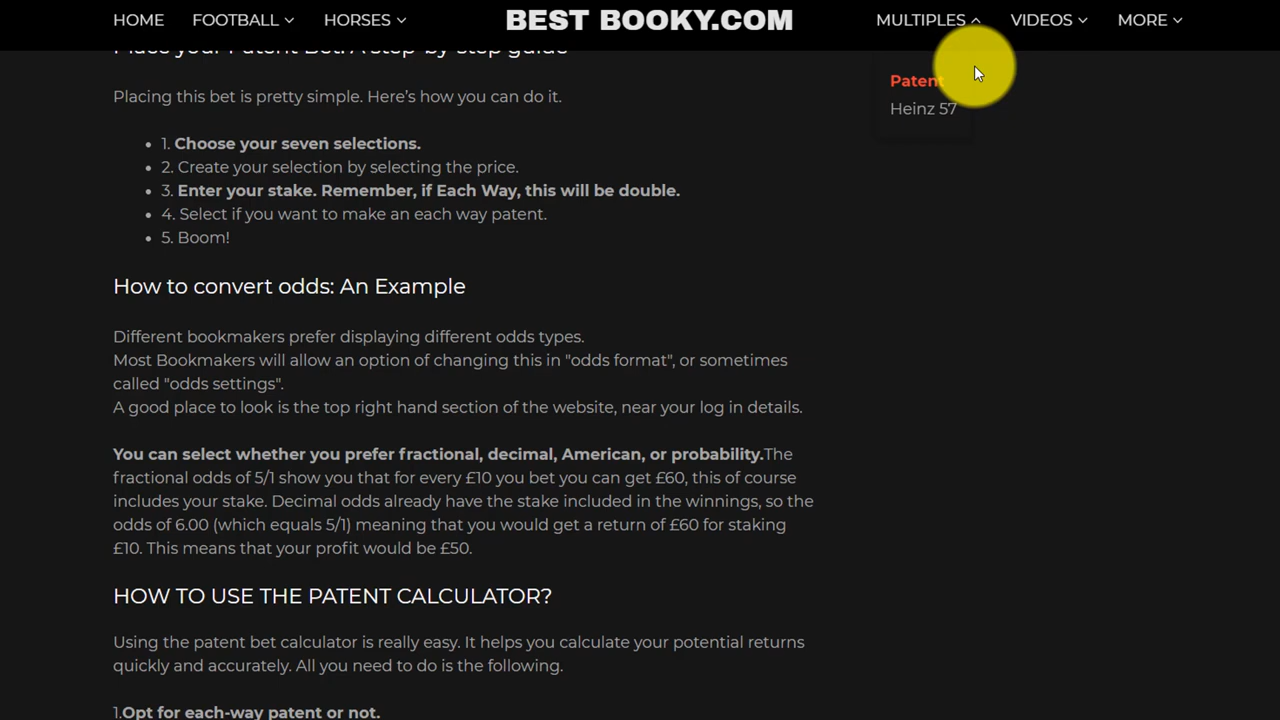 HOME FOOTBALL HORSES BEST BOOKY.COM MULTIPLES VIDEOS MORE
Place your Patent Bet: A step-by-step guide
Patent
Heinz 57
Placing this bet is pretty simple. Here's how you can do it.
1. Choose your seven selections.
2. Create your selection by selecting the price.
3. Enter your stake. Remember, if Each Way, this will be double.
4. Select if you want to make an each way patent.
5. Boom!
How to convert odds: An Example
Different bookmakers prefer displaying different odds types.
Most Bookmakers will allow an option of changing this in "odds format", or sometimes
called "odds settings".
A good place to look is the top right hand section of the website, near your log in details.
You can select whether you prefer fractional, decimal, American, or probability.The
fractional odds of 5/1 show you that for every £10 you bet you can get £60, this of course
includes your stake. Decimal odds already have the stake included in the winnings, so the
odds of 6.00 (which equals 5/1) meaning that you would get a return of £60 for staking
£10. This means that your profit would be £50.
HOW TO USE THE PATENT CALCULATOR?
Using the patent bet calculator is really easy. It helps you calculate your potential returns
quickly and accurately. All you need to do is the following.
1.Opt for each-way patent or not.